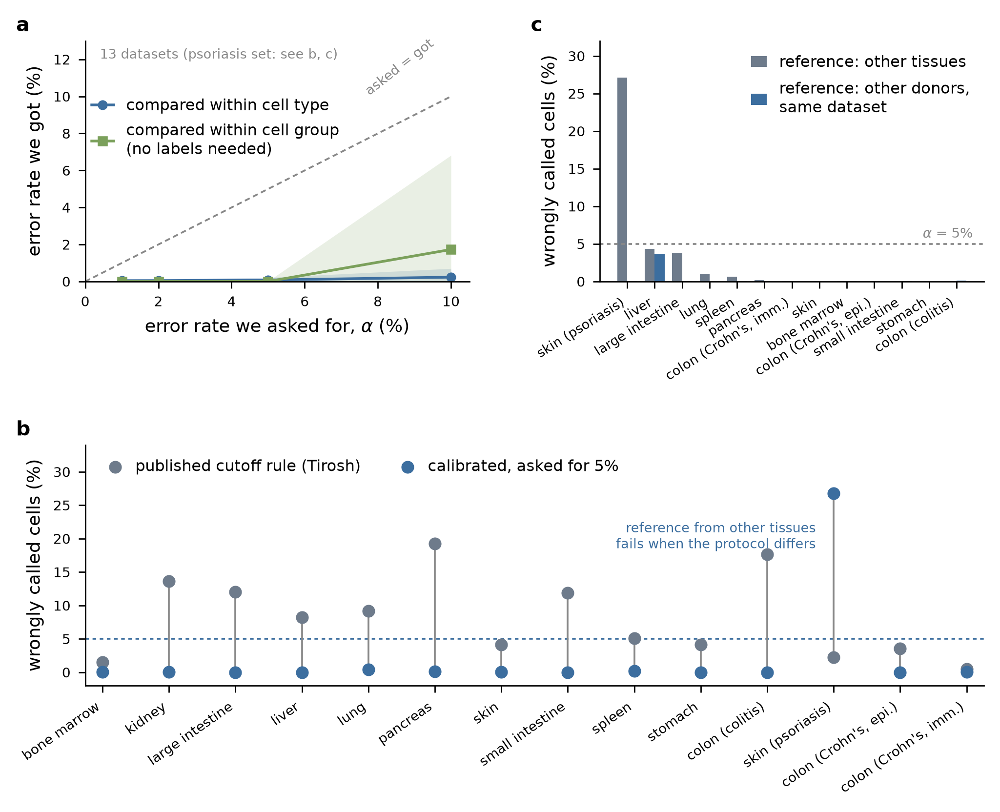 a
13 datasets (psoriasis set: see b, c)
asked = got
compared within cell type
compared within cell group
(no labels needed)
error rate we got (%)
12
10
8
6
4
2
0
0 2 4 6 8 10
error rate we asked for, α (%)
c
reference: other tissues
reference: other donors,
same dataset
wrongly called cells (%)
30
25
20
15
10
5
0
α = 5%
skin (psoriasis)
liver
large intestine
lung
spleen
pancreas
colon (Crohn's, imm.)
skin
bone marrow
colon (Crohn's, epi.)
small intestine
stomach
colon (colitis)
b
published cutoff rule (Tirosh)
calibrated, asked for 5%
wrongly called cells (%)
30
25
20
15
10
5
0
reference from other tissues
fails when the protocol differs
bone marrow
kidney
large intestine
liver
lung
pancreas
skin
small intestine
spleen
stomach
colon (colitis)
skin (psoriasis)
colon (Crohn's, epi.)
colon (Crohn's, imm.)